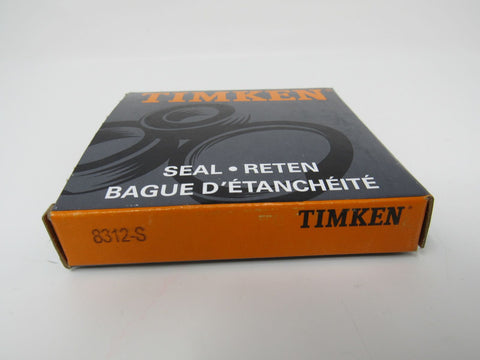 TIMKEN
SEAL • RETEN
BAGUE D'ÉTANCHÉITÉ
8312-S
TIMKEN